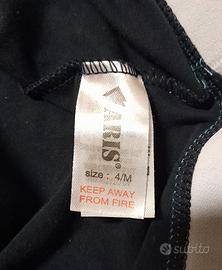 ARIS®
size : 4/M
KEEP AWAY
FROM FIRE
subito